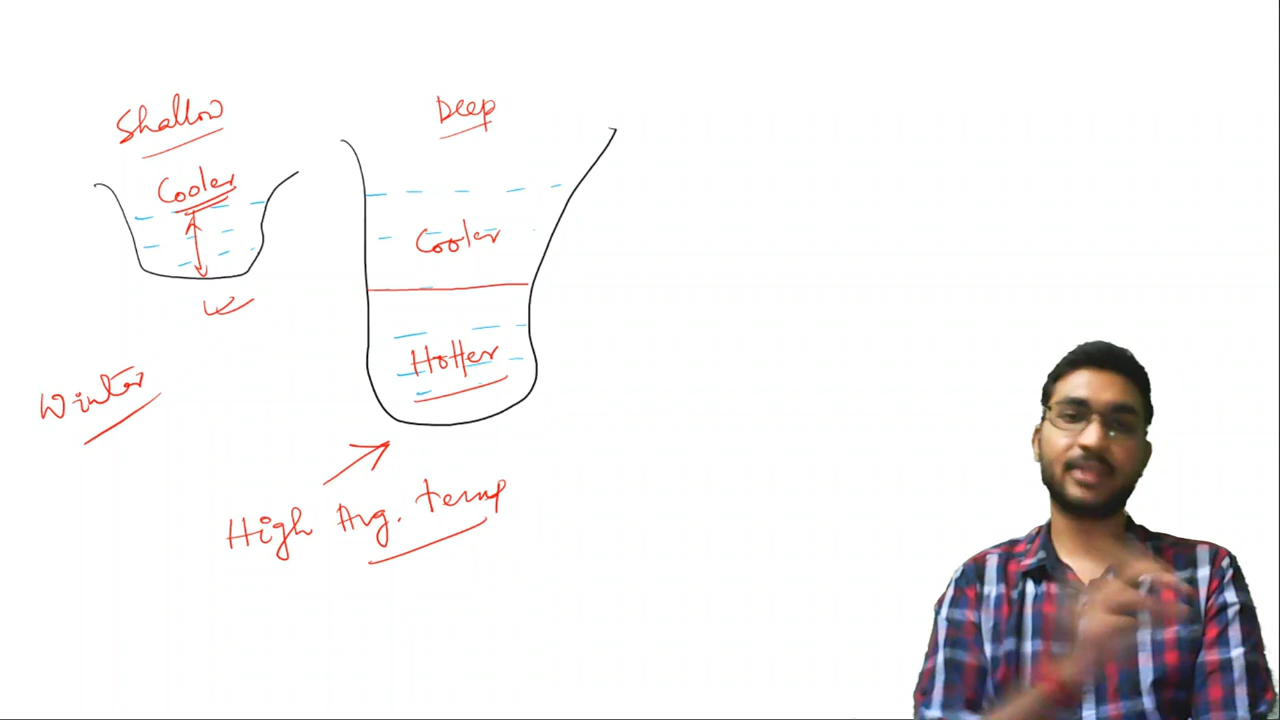 Shallow
Deep
Cooler
Cooler
Hotter
Winter
High Avg. temp